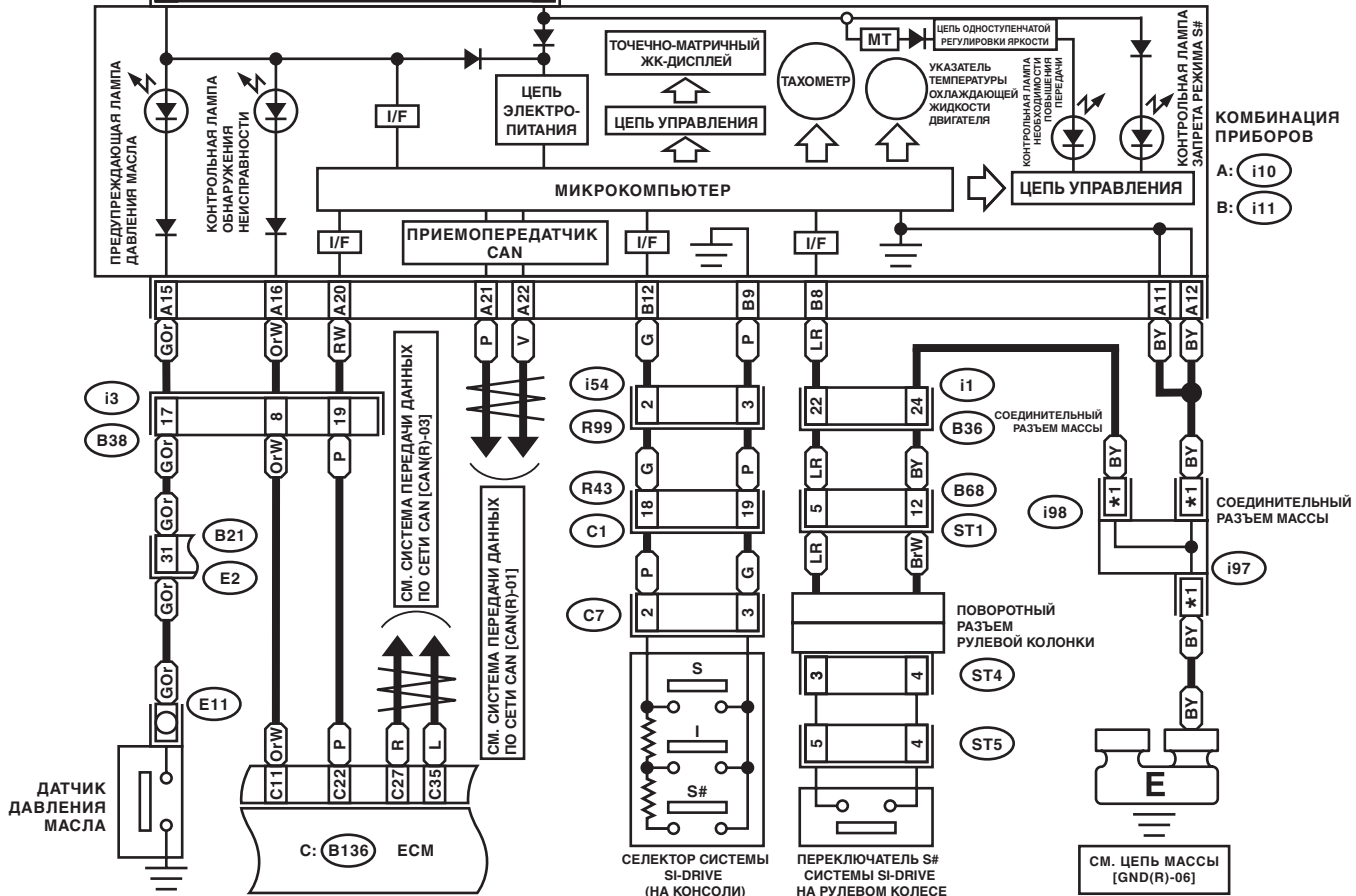 ПРЕДУПРЕЖДАЮЩАЯ ЛАМПА
ДАВЛЕНИЯ МАСЛА
КОНТРОЛЬНАЯ ЛАМПА
ОБНАРУЖЕНИЯ
НЕИСПРАВНОСТИ
I/F
ЦЕПЬ
ЭЛЕКТРО-
ПИТАНИЯ
ТОЧЕЧНО-МАТРИЧНЫЙ
ЖК-ДИСПЛЕЙ
ЦЕПЬ УПРАВЛЕНИЯ
ТАХОМЕТР
МТ
ЦЕПЬ ОДНОСТУПЕНЧАТОЙ
РЕГУЛИРОВКИ ЯРКОСТИ
УКАЗАТЕЛЬ
ТЕМПЕРАТУРЫ
ОХЛАЖДАЮЩЕЙ
ЖИДКОСТИ
ДВИГАТЕЛЯ
КОНТРОЛЬНАЯ ЛАМПА
НЕОБХОДИМОСТИ
ПОВЫШЕНИЯ
ПЕРЕДАЧИ
КОНТРОЛЬНАЯ ЛАМПА
ЗАПРЕТА РЕЖИМА S#
КОМБИНАЦИЯ
ПРИБОРОВ
A: i10
B: i11
МИКРОКОМПЬЮТЕР
ЦЕПЬ УПРАВЛЕНИЯ
I/F
ПРИЕМОПЕРЕДАТЧИК
CAN
I/F
I/F
A15 A16 A20 A21 A22 B12 B9 B8 A11 A12
GOr OrW RW P V G P LR BY BY
i3
17 8 19
B38
GOr OrW P
i54
2 3
R99
i1
22 24
B36
СОЕДИНИТЕЛЬНЫЙ
РАЗЪЕМ МАССЫ
G P LR BY BY BY
GOr
B21
31
E2
GOr
СМ. СИСТЕМА ПЕРЕДАЧИ ДАННЫХ
ПО СЕТИ CAN [CAN(R)-03]
СМ. СИСТЕМА ПЕРЕДАЧИ ДАННЫХ
ПО СЕТИ CAN [CAN(R)-01]
R43
18 19
C1
B68
5 12
ST1
i98
*1 *1
СОЕДИНИТЕЛЬНЫЙ
РАЗЪЕМ МАССЫ
i97
*1
P G LR BrW
BY
C7
2 3
ПОВОРОТНЫЙ
РАЗЪЕМ
РУЛЕВОЙ КОЛОНКИ
3 4
ST4
5 4
ST5
BY
GOr
E11
OrW P R L
C11 C22 C27 C35
ДАТЧИК
ДАВЛЕНИЯ
МАСЛА
C: B136 ECM
S
I
S#
СЕЛЕКТОР СИСТЕМЫ
SI-DRIVE
(НА КОНСОЛИ)
ПЕРЕКЛЮЧАТЕЛЬ S#
СИСТЕМЫ SI-DRIVE
НА РУЛЕВОМ КОЛЕСЕ
E
СМ. ЦЕПЬ МАССЫ
[GND(R)-06]